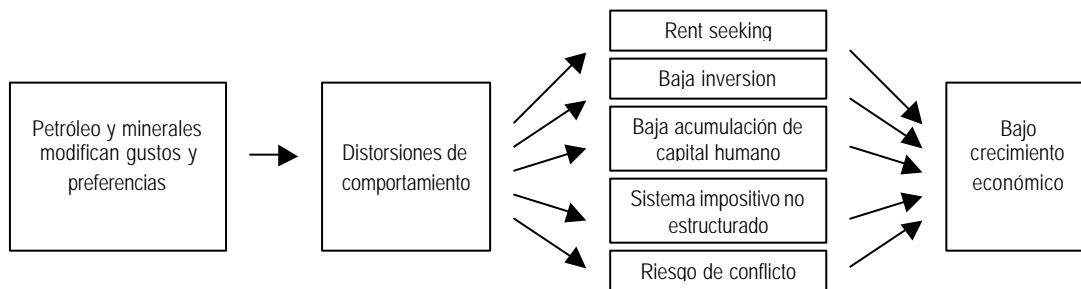 Petróleo y minerales
modifican gustos y
preferencias
Distorsiones de
comportamiento
Rent seeking
Baja inversion
Baja acumulación de
capital humano
Sistema impositivo no
estructurado
Riesgo de conflicto
Bajo
crecimiento
económico